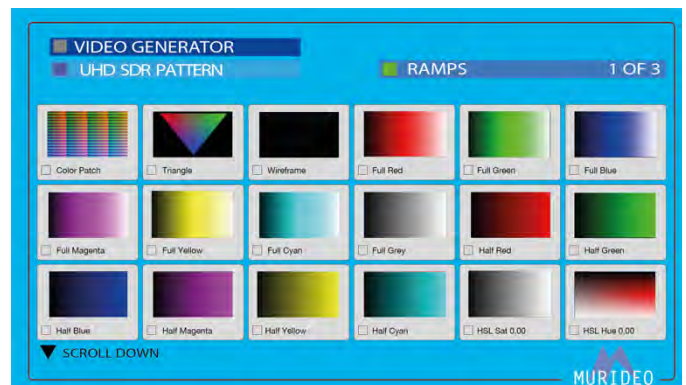 VIDEO GENERATOR
UHD SDR PATTERN
RAMPS 1 OF 3
Color Patch Triangle Wireframe Full Red Full Green Full Blue
Full Magenta Full Yellow Full Cyan Full Grey Half Red Half Green
Half Blue Half Magenta Half Yellow Half Cyan HSL Sat 0.00 HSL Hue 0.00
SCROLL DOWN
MURIDEO